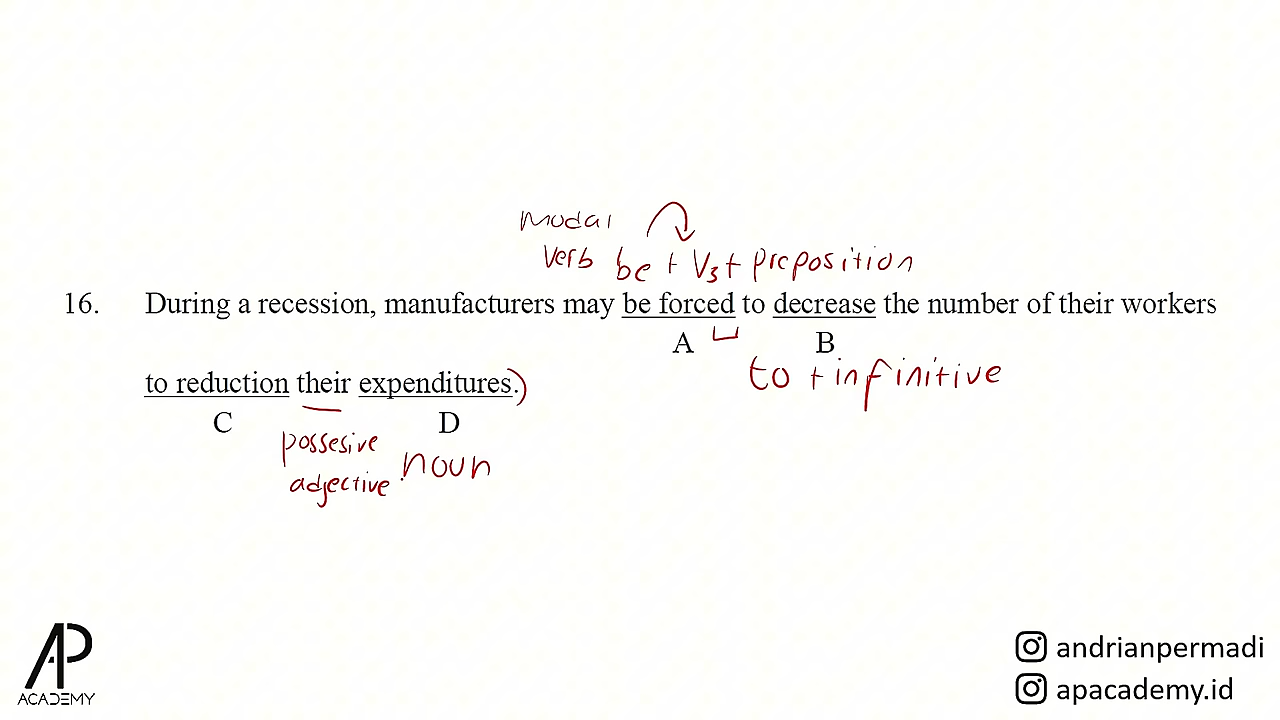 modal
verb be + V3 + preposition
16. During a recession, manufacturers may be forced to decrease the number of their workers
A B
to + infinitive
to reduction their expenditures.)
C D
possesive
adjective
noun
AP
ACADEMY
andrianpermadi
apacademy.id